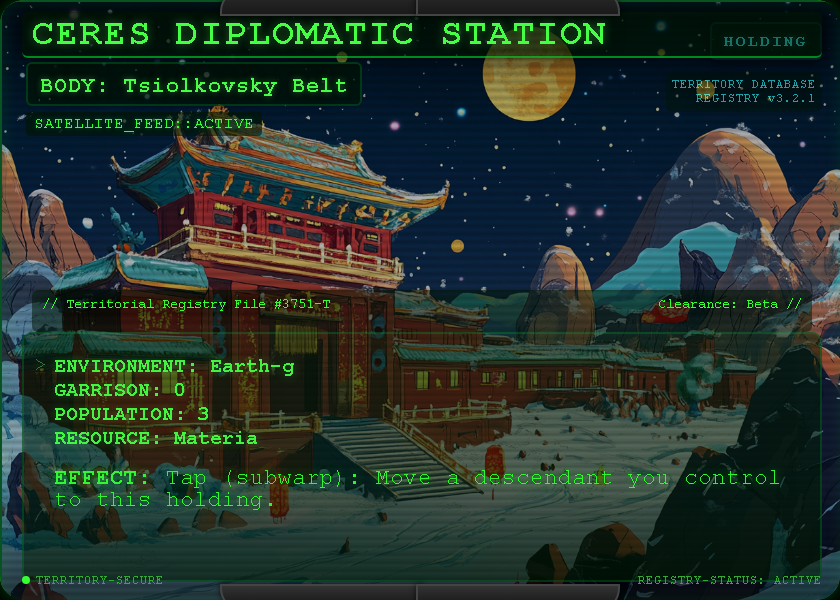 CERES DIPLOMATIC STATION
HOLDING
BODY: Tsiolkovsky Belt
TERRITORY DATABASE
REGISTRY v3.2.1
SATELLITE_FEED::ACTIVE
// Territorial Registry File #3751-T
Clearance: Beta //
> ENVIRONMENT: Earth-g
GARRISON: 0
POPULATION: 3
RESOURCE: Materia
EFFECT: Tap (subwarp): Move a descendant you control
to this holding.
TERRITORY-SECURE
REGISTRY-STATUS: ACTIVE